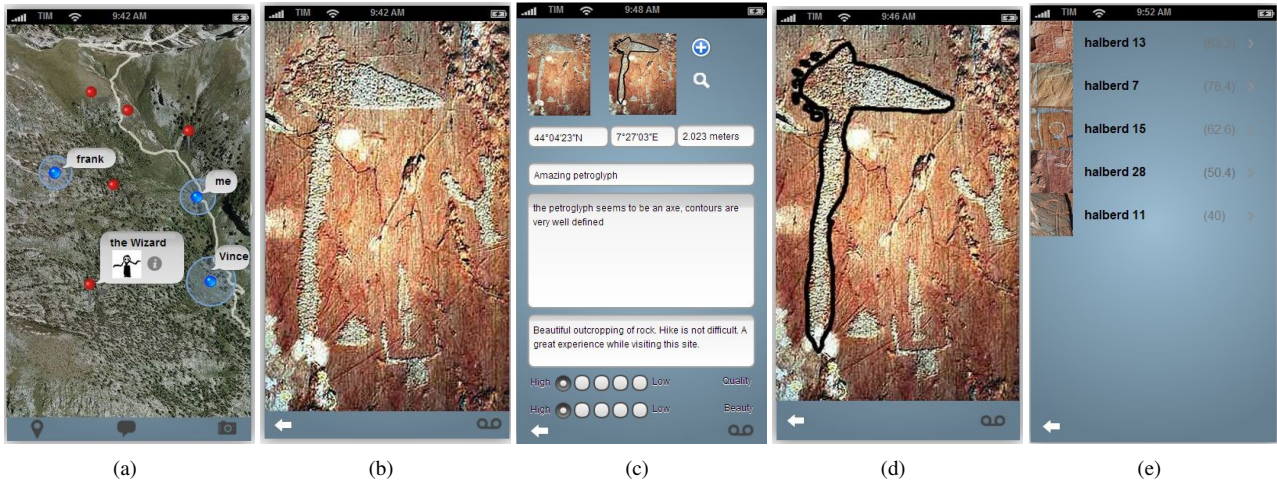 TIM 9:42 AM
frank
me
the Wizard
Vince
TIM 9:42 AM
TIM 9:48 AM
44°04'23"N 7°27'03"E 2.023 meters
Amazing petroglyph
the petroglyph seems to be an axe, contours are
very well defined
Beautiful outcropping of rock. Hike is not difficult. A
great experience while visiting this site.
High Low Quality
High Low Beauty
TIM 9:46 AM
TIM 9:52 AM
halberd 13
halberd 7 (78.4)
halberd 15 (62.6)
halberd 28 (50.4)
halberd 11 (40)
(a) (b) (c) (d) (e)